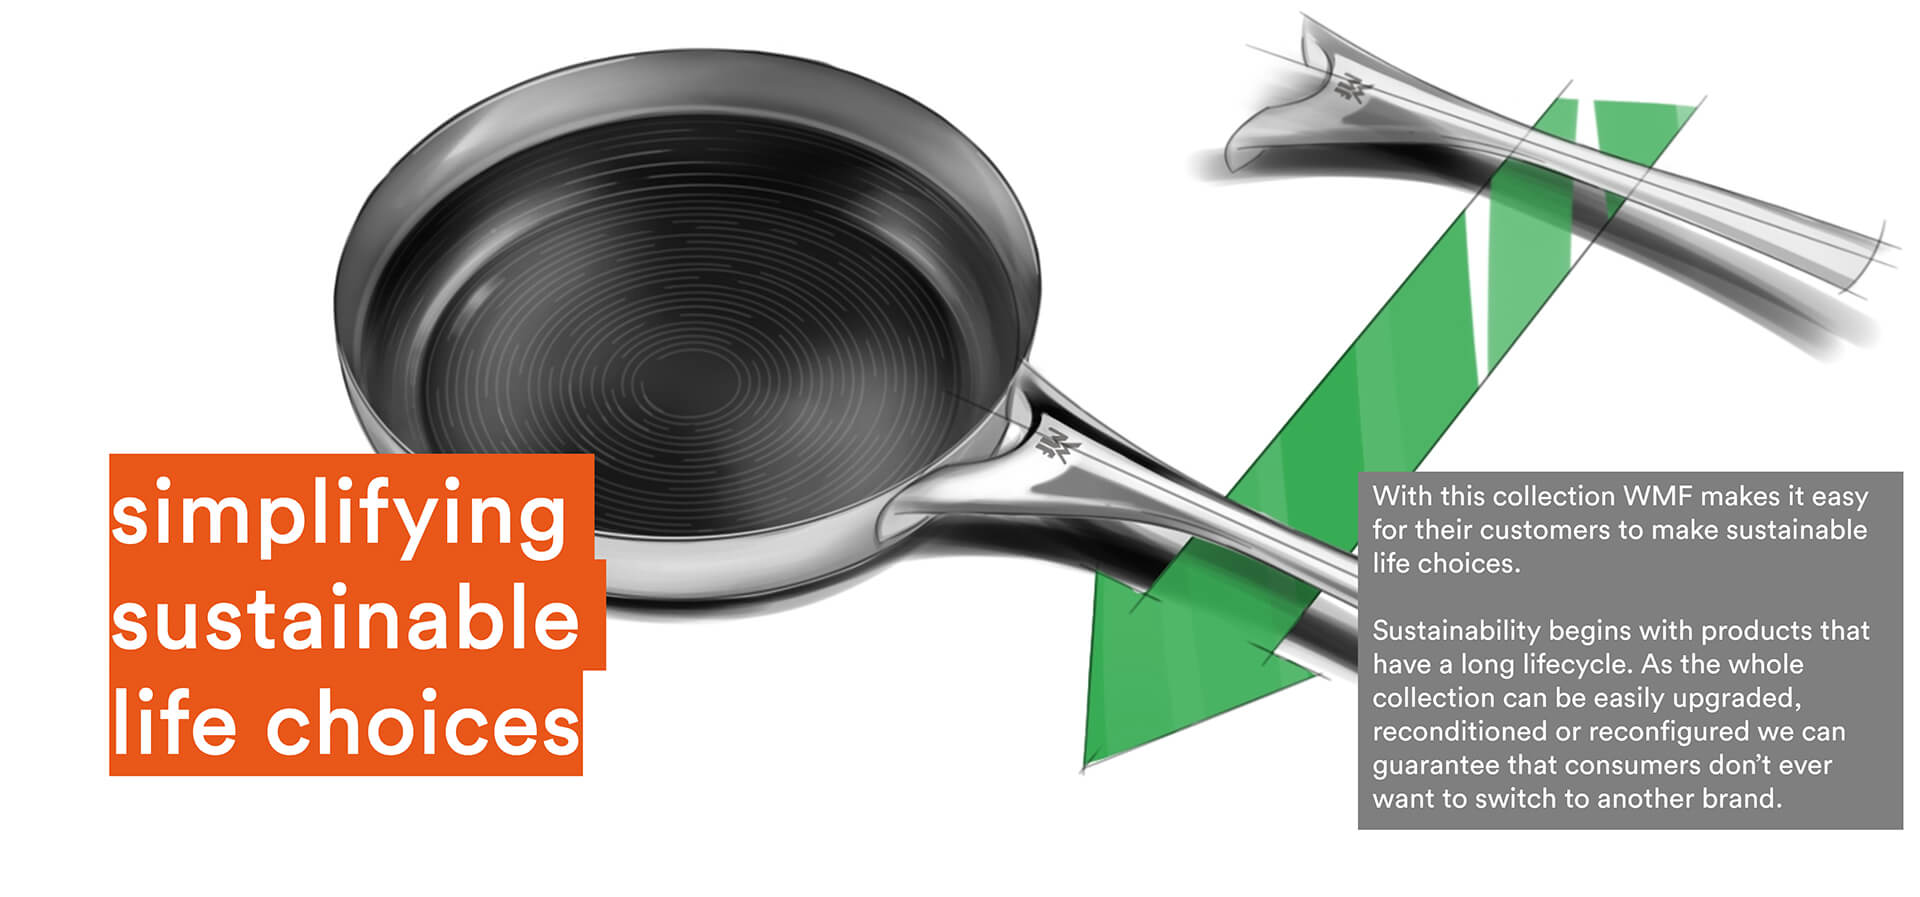 WMF
WMF
simplifying
sustainable
life choices
With this collection WMF makes it easy
for their customers to make sustainable
life choices.
Sustainability begins with products that
have a long lifecycle. As the whole
collection can be easily upgraded,
reconditioned or reconfigured we can
guarantee that consumers don’t ever
want to switch to another brand.